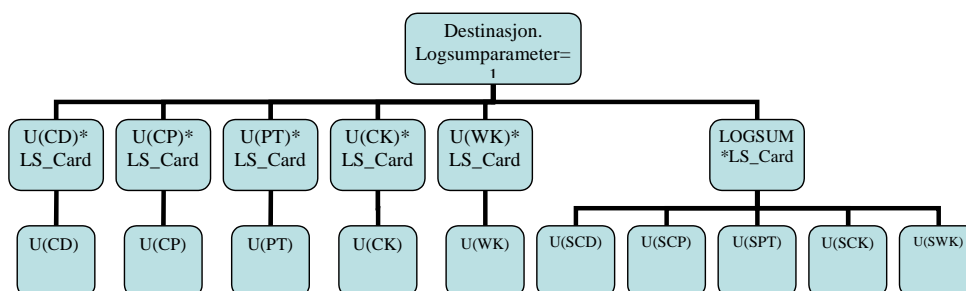 Destinasjon.
Logsumparameter=
1
U(CD)*
LS_Card
U(CP)*
LS_Card
U(PT)*
LS_Card
U(CK)*
LS_Card
U(WK)*
LS_Card
LOGSUM
*LS_Card
U(CD)
U(CP)
U(PT)
U(CK)
U(WK)
U(SCD)
U(SCP)
U(SPT)
U(SCK)
U(SWK)